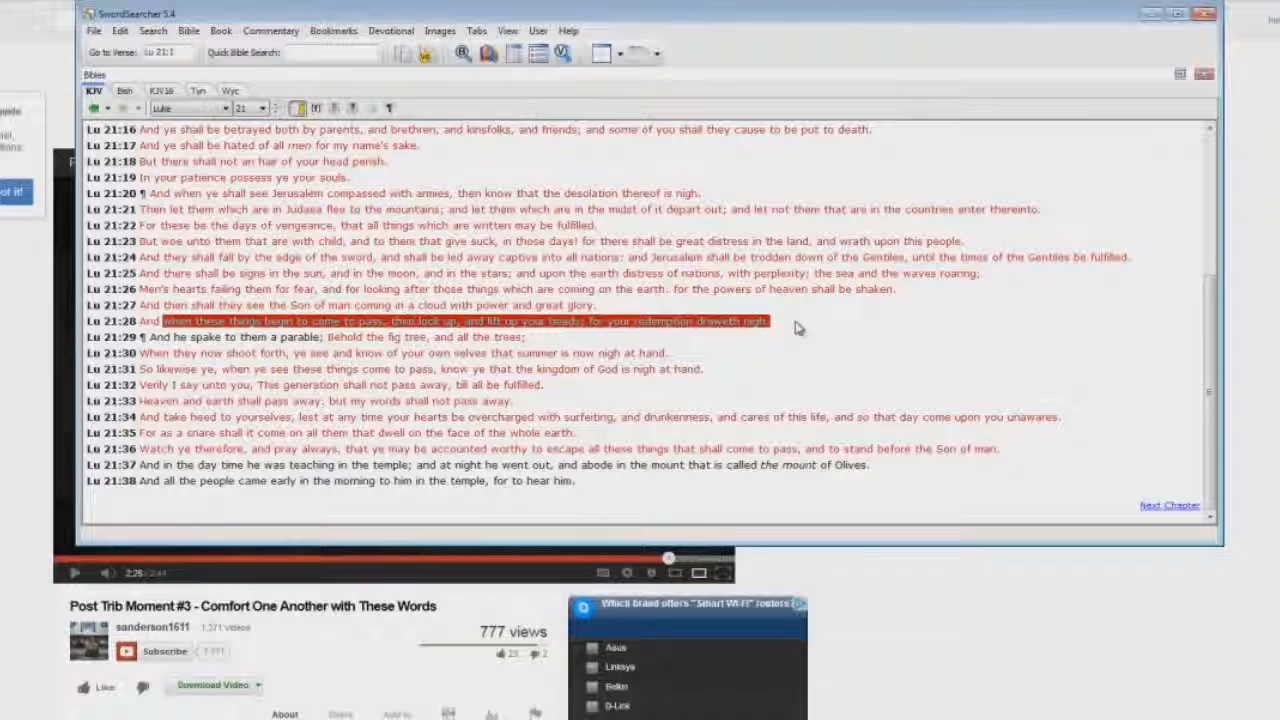 SwordSearcher 5.4
File Edit Search Bible Book Commentary Bookmarks Devotional Images Tabs View User Help
Go to Verse: Lu 21:1 Quick Bible Search:
Bibles
KJV Bish KJV16 Tyn Wyc
Luke 21
Lu 21:16 And ye shall be betrayed both by parents, and brethren, and kinsfolks, and friends; and some of you shall they cause to be put to death.
Lu 21:17 And ye shall be hated of all men for my name's sake.
Lu 21:18 But there shall not an hair of your head perish.
Lu 21:19 In your patience possess ye your souls.
Lu 21:20 ¶ And when ye shall see Jerusalem compassed with armies, then know that the desolation thereof is nigh.
Lu 21:21 Then let them which are in Judaea flee to the mountains; and let them which are in the midst of it depart out; and let not them that are in the countries enter thereinto.
Lu 21:22 For these be the days of vengeance, that all things which are written may be fulfilled.
Lu 21:23 But woe unto them that are with child, and to them that give suck, in those days! for there shall be great distress in the land, and wrath upon this people.
Lu 21:24 And they shall fall by the edge of the sword, and shall be led away captive into all nations: and Jerusalem shall be trodden down of the Gentiles, until the times of the Gentiles be fulfilled.
Lu 21:25 And there shall be signs in the sun, and in the moon, and in the stars; and upon the earth distress of nations, with perplexity; the sea and the waves roaring;
Lu 21:26 Men's hearts failing them for fear, and for looking after those things which are coming on the earth: for the powers of heaven shall be shaken.
Lu 21:27 And then shall they see the Son of man coming in a cloud with power and great glory.
Lu 21:28 And when these things begin to come to pass, then look up, and lift up your heads; for your redemption draweth nigh.
Lu 21:29 ¶ And he spake to them a parable; Behold the fig tree, and all the trees;
Lu 21:30 When they now shoot forth, ye see and know of your own selves that summer is now nigh at hand.
Lu 21:31 So likewise ye, when ye see these things come to pass, know ye that the kingdom of God is nigh at hand.
Lu 21:32 Verily I say unto you, This generation shall not pass away, till all be fulfilled.
Lu 21:33 Heaven and earth shall pass away: but my words shall not pass away.
Lu 21:34 And take heed to yourselves, lest at any time your hearts be overcharged with surfeiting, and drunkenness, and cares of this life, and so that day come upon you unawares.
Lu 21:35 For as a snare shall it come on all them that dwell on the face of the whole earth.
Lu 21:36 Watch ye therefore, and pray always, that ye may be accounted worthy to escape all these things that shall come to pass, and to stand before the Son of man.
Lu 21:37 And in the day time he was teaching in the temple; and at night he went out, and abode in the mount that is called the mount of Olives.
Lu 21:38 And all the people came early in the morning to him in the temple, for to hear him.
Next Chapter
Post Trib Moment #3 - Comfort One Another with These Words
sanderson1611 1,371 videos
Subscribe
777 views
23 2
Like Download Video
About Share Add to
Which brand offers "Smart Wi-Fi" routers?
Asus
Linksys
Belkin
D-Link